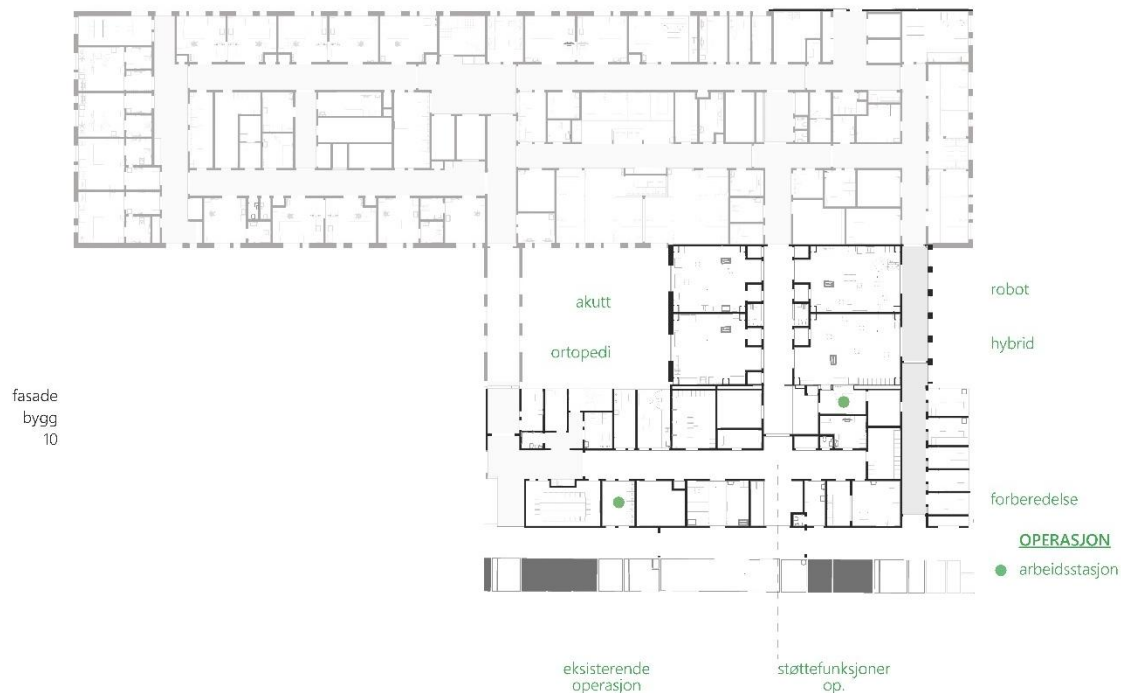 akutt
robot
ortopedi
hybrid
fasade
bygg
10
forberedelse
OPERASJON
arbeidsstasjon
eksisterende
operasjon
støttefunksjoner
op.